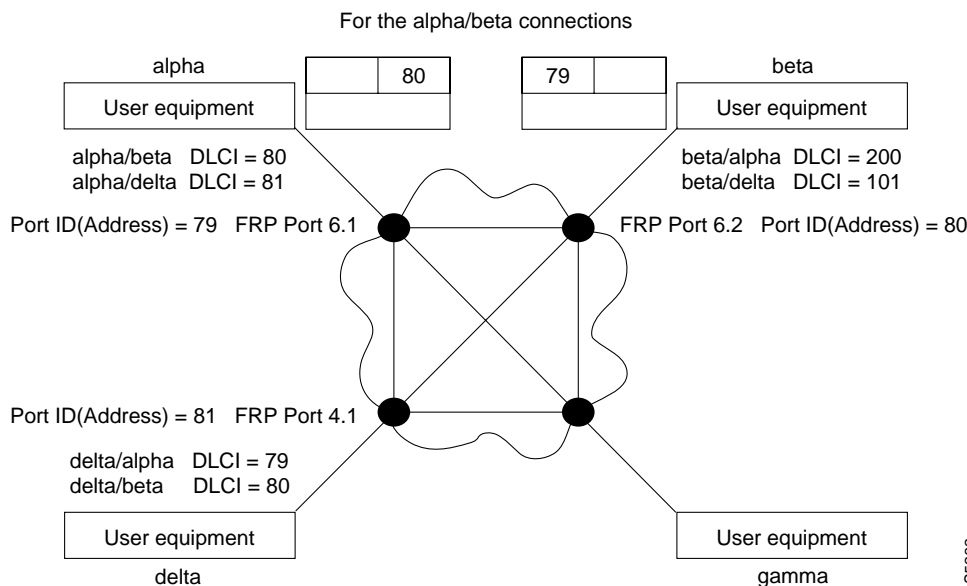 For the alpha/beta connections
alpha
80
79
beta
User equipment
User equipment
alpha/beta DLCI = 80
alpha/delta DLCI = 81
beta/alpha DLCI = 200
beta/delta DLCI = 101
Port ID(Address) = 79 FRP Port 6.1
FRP Port 6.2 Port ID(Address) = 80
Port ID(Address) = 81 FRP Port 4.1
delta/alpha DLCI = 79
delta/beta DLCI = 80
User equipment
User equipment
delta
gamma